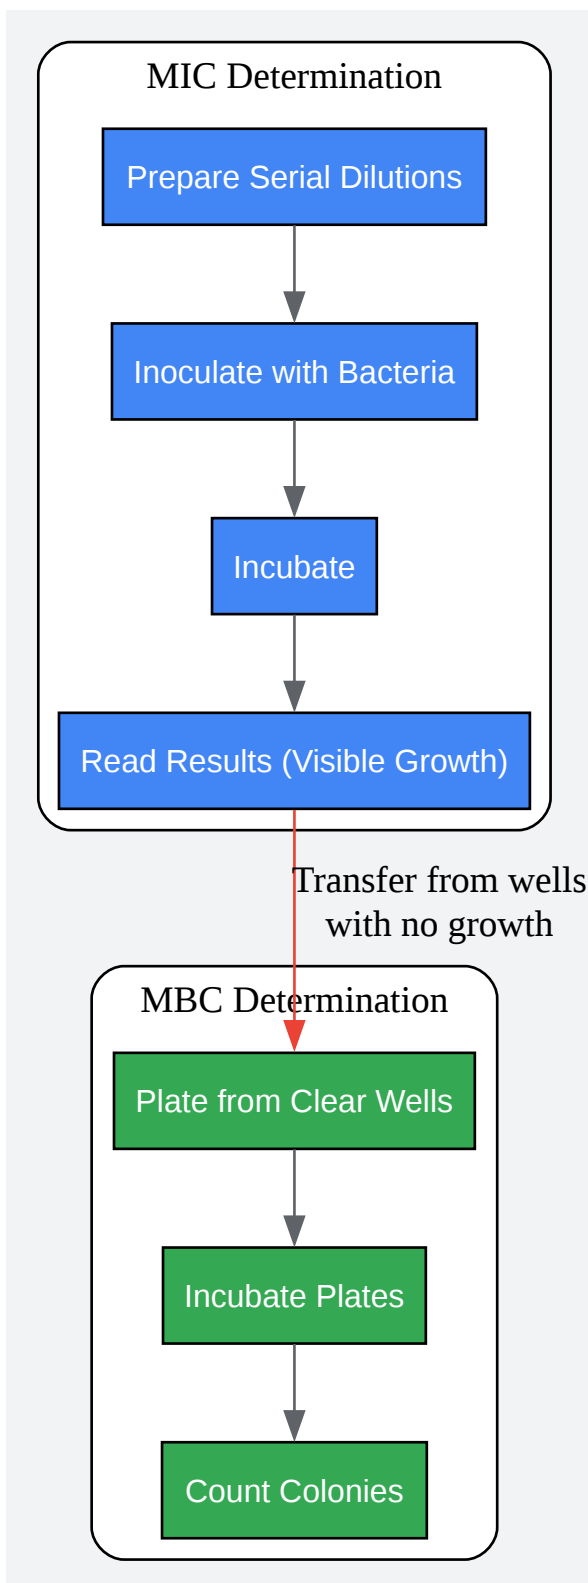 MIC Determination
Prepare Serial Dilutions
Inoculate with Bacteria
Incubate
Read Results (Visible Growth)
Transfer from wells
with no growth
MBC Determination
Plate from Clear Wells
Incubate Plates
Count Colonies